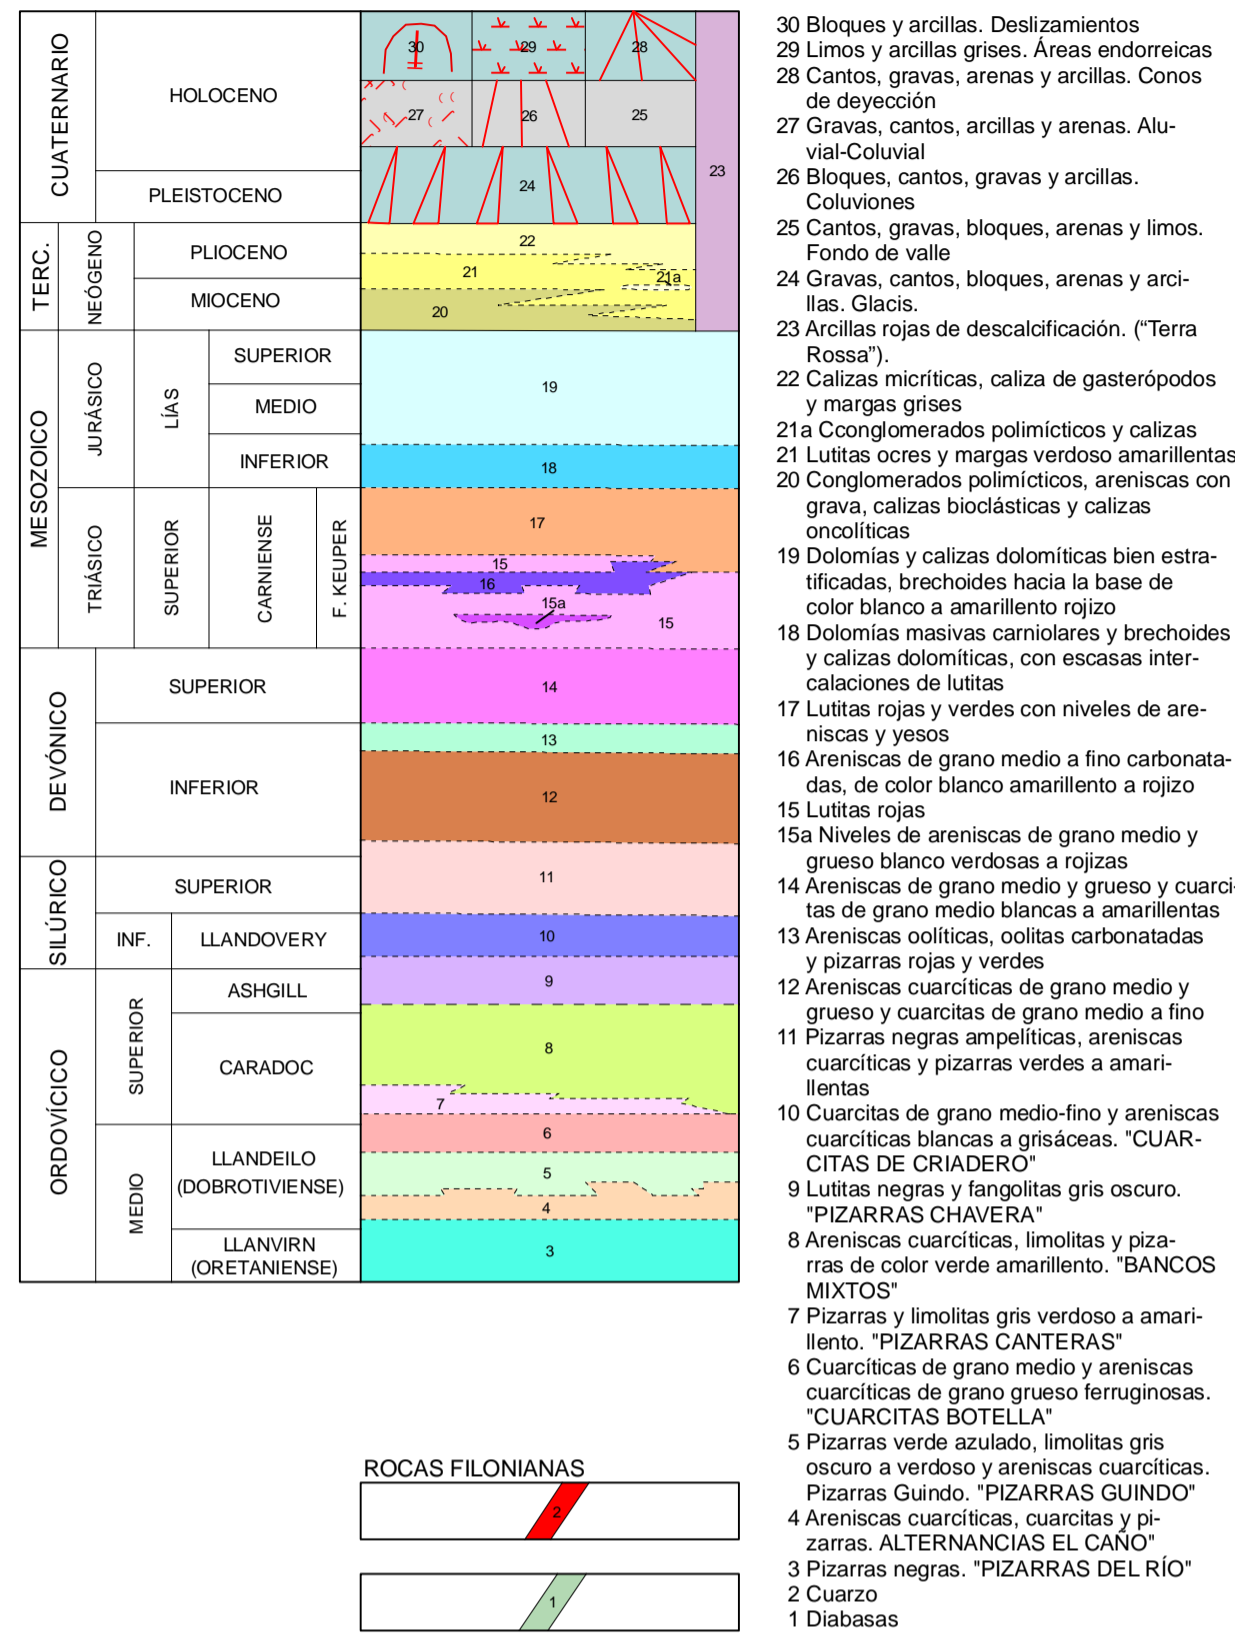 CUATERNARIO
HOLOCENO
PLEISTOCENO
TERC.
NEÓGENO
PLIOCENO
MIOCENO
MESOZOICO
JURÁSICO
LÍAS
SUPERIOR
MEDIO
INFERIOR
TRIÁSICO
SUPERIOR
CARNIENSE
F. KEUPER
DEVÓNICO
SUPERIOR
INFERIOR
SILÚRICO
SUPERIOR
INF.
LLANDOVERY
ORDOVÍCICO
SUPERIOR
ASHGILL
CARADOC
MEDIO
LLANDEILO
(DOBROTIVIENSE)
LLANVIRN
(ORETANIENSE)
30
29
28
27
26
25
24
23
22
21
21a
20
19
18
17
15
16
15a
15
14
13
12
11
10
9
8
7
6
5
4
3
ROCAS FILONIANAS
2
1
30 Bloques y arcillas. Deslizamientos
29 Limos y arcillas grises. Áreas endorreicas
28 Cantos, gravas, arenas y arcillas. Conos
de deyección
27 Gravas, cantos, arcillas y arenas. Alu-
vial-Coluvial
26 Bloques, cantos, gravas y arcillas.
Coluviones
25 Cantos, gravas, bloques, arenas y limos.
Fondo de valle
24 Gravas, cantos, bloques, arenas y arci-
llas. Glacis.
23 Arcillas rojas de descalcificación. (“Terra
Rossa”).
22 Calizas micríticas, caliza de gasterópodos
y margas grises
21a Cconglomerados polimícticos y calizas
21 Lutitas ocres y margas verdoso amarillentas
20 Conglomerados polimícticos, areniscas con
grava, calizas bioclásticas y calizas
oncolíticas
19 Dolomías y calizas dolomíticas bien estra-
tificadas, brechoides hacia la base de
color blanco a amarillento rojizo
18 Dolomías masivas carniolares y brechoides
y calizas dolomíticas, con escasas inter-
calaciones de lutitas
17 Lutitas rojas y verdes con niveles de are-
niscas y yesos
16 Areniscas de grano medio a fino carbonata-
das, de color blanco amarillento a rojizo
15 Lutitas rojas
15a Niveles de areniscas de grano medio y
grueso blanco verdosas a rojizas
14 Areniscas de grano medio y grueso y cuarci-
tas de grano medio blancas a amarillentas
13 Areniscas oolíticas, oolitas carbonatadas
y pizarras rojas y verdes
12 Areniscas cuarcíticas de grano medio y
grueso y cuarcitas de grano medio a fino
11 Pizarras negras ampelíticas, areniscas
cuarcíticas y pizarras verdes a amari-
llentas
10 Cuarcitas de grano medio-fino y areniscas
cuarcíticas blancas a grisáceas. "CUAR-
CITAS DE CRIADERO"
9 Lutitas negras y fangolitas gris oscuro.
"PIZARRAS CHAVERA"
8 Areniscas cuarcíticas, limolitas y piza-
rras de color verde amarillento. "BANCOS
MIXTOS"
7 Pizarras y limolitas gris verdoso a amari-
llento. "PIZARRAS CANTERAS"
6 Cuarcíticas de grano medio y areniscas
cuarcíticas de grano grueso ferruginosas.
"CUARCITAS BOTELLA"
5 Pizarras verde azulado, limolitas gris
oscuro a verdoso y areniscas cuarcíticas.
Pizarras Guindo. "PIZARRAS GUINDO"
4 Areniscas cuarcíticas, cuarcitas y pi-
zarras. ALTERNANCIAS EL CAÑO"
3 Pizarras negras. "PIZARRAS DEL RÍO"
2 Cuarzo
1 Diabasas